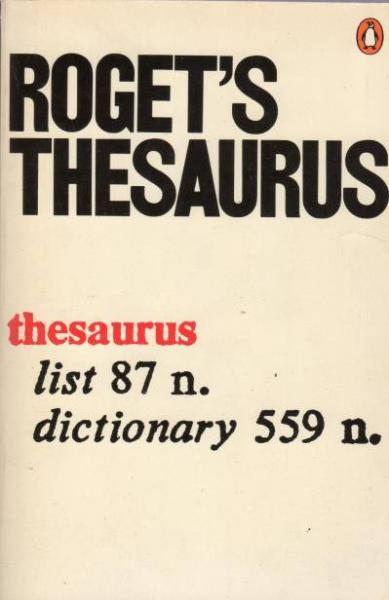 ROGET'S
THESAURUS
thesaurus
list 87 n.
dictionary 559 n.